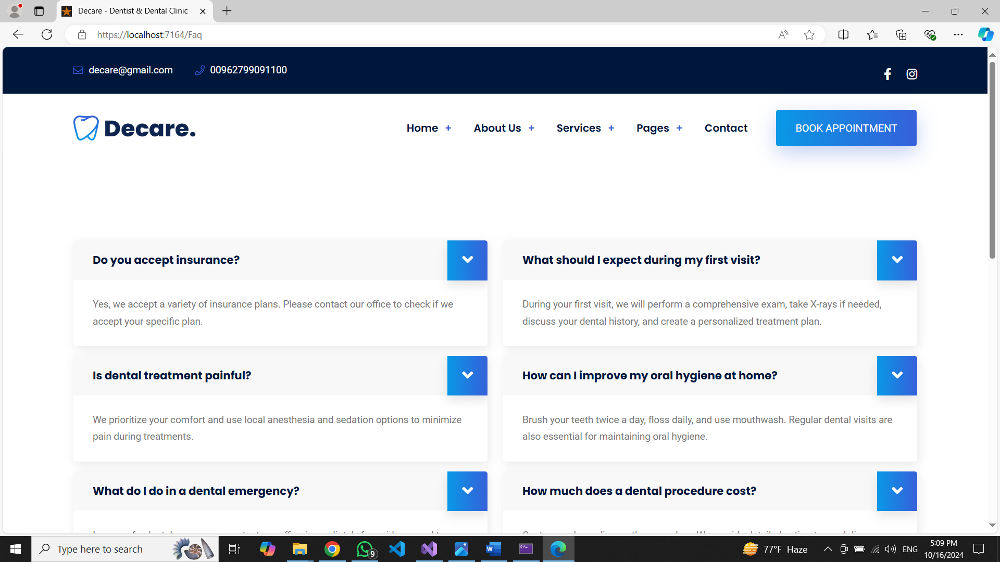 Decare - Dentist & Dental Clinic
https://localhost:7164/Faq
decare@gmail.com
00962799091100
Decare.
Home +
About Us +
Services +
Pages +
Contact
BOOK APPOINTMENT
Do you accept insurance?
Yes, we accept a variety of insurance plans. Please contact our office to check if we
accept your specific plan.
What should I expect during my first visit?
During your first visit, we will perform a comprehensive exam, take X-rays if needed,
discuss your dental history, and create a personalized treatment plan.
Is dental treatment painful?
We prioritize your comfort and use local anesthesia and sedation options to minimize
pain during treatments.
How can I improve my oral hygiene at home?
Brush your teeth twice a day, floss daily, and use mouthwash. Regular dental visits are
also essential for maintaining oral hygiene.
What do I do in a dental emergency?
How much does a dental procedure cost?
Type here to search
9
77°F Haze
ENG
5:09 PM
10/16/2024